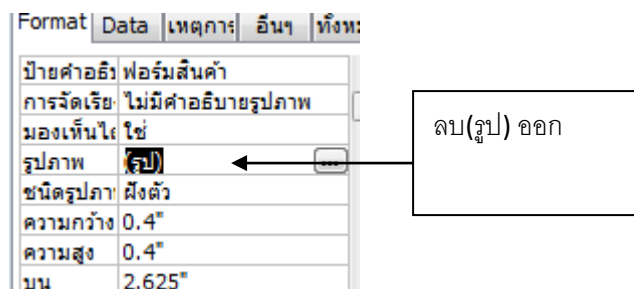 Format Data เหตุการ อื่นๆ ทั้งห
ป้ายคำอธิบ ฟอร์มสินค้า
การจัดเรีย ไม่มีคำอธิบายรูปภาพ
มองเห็นได้ ใช่
รูปภาพ (รูป) ...
ลบ(รูป) ออก
ชนิดรูปภาพ ฝังตัว
ความกว้าง 0.4"
ความสูง 0.4"
บน 2.625"